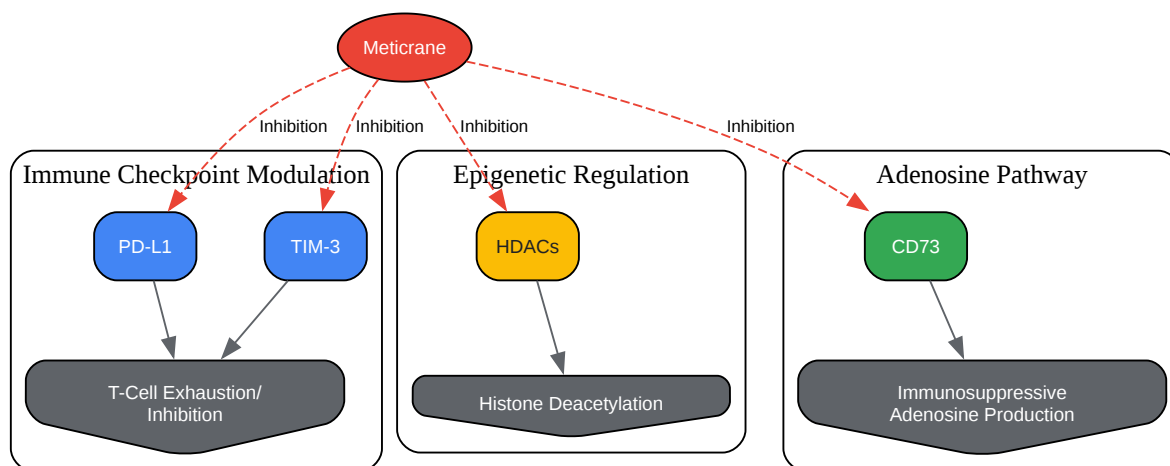 Meticrane
Inhibition
Inhibition
Inhibition
Inhibition
Immune Checkpoint Modulation
Epigenetic Regulation
Adenosine Pathway
PD-L1
TIM-3
HDACs
CD73
T-Cell Exhaustion/
Inhibition
Histone Deacetylation
Immunosuppressive
Adenosine Production